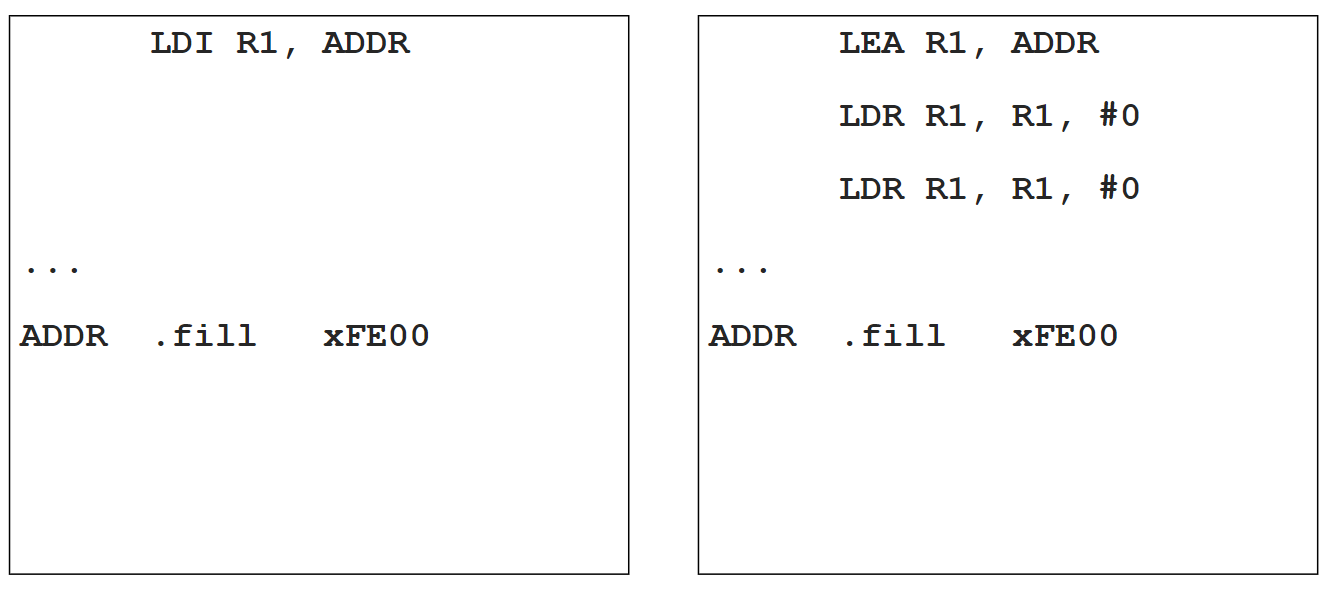 LDI R1, ADDR
...
ADDR .fill xFE00
LEA R1, ADDR
LDR R1, R1, #0
LDR R1, R1, #0
...
ADDR .fill xFE00